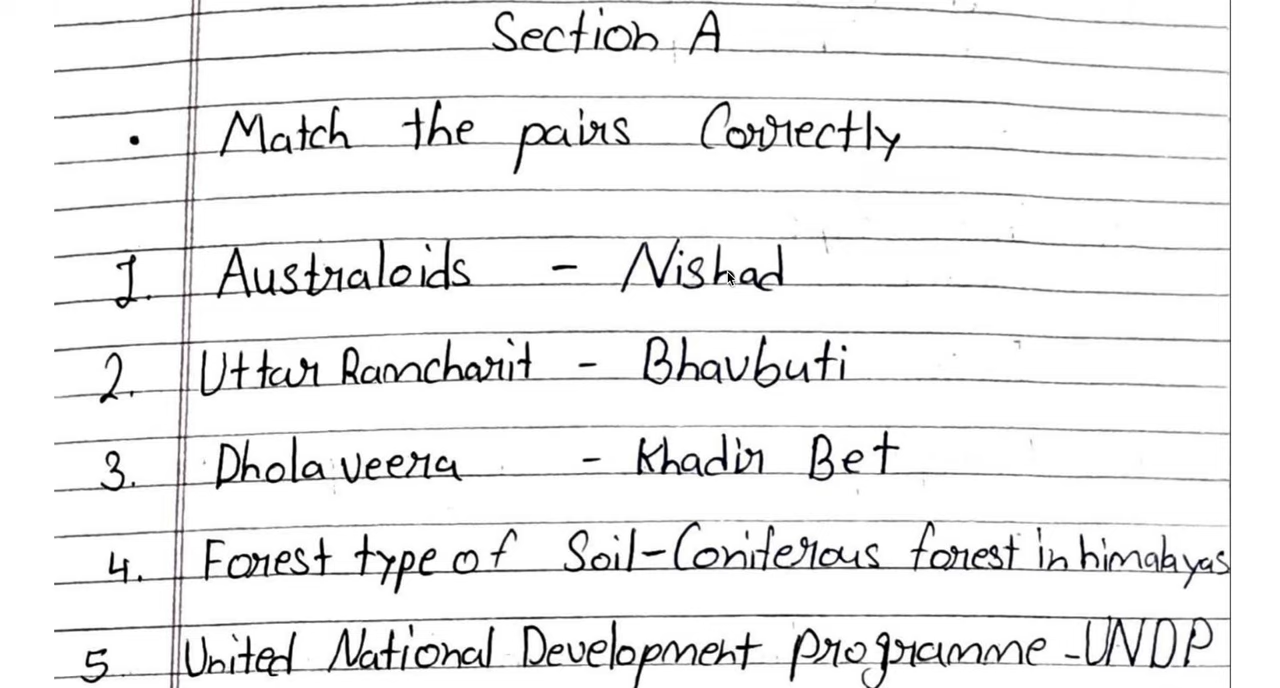 Section A
• Match the pairs Correctly
1. Australoids - Nishad
2. Uttar Ramcharit - Bhavbuti
3. Dholaveera - Khadir Bet
4. Forest type of Soil - Coniferous forest in himalayas
5 United National Development programme - UNDP